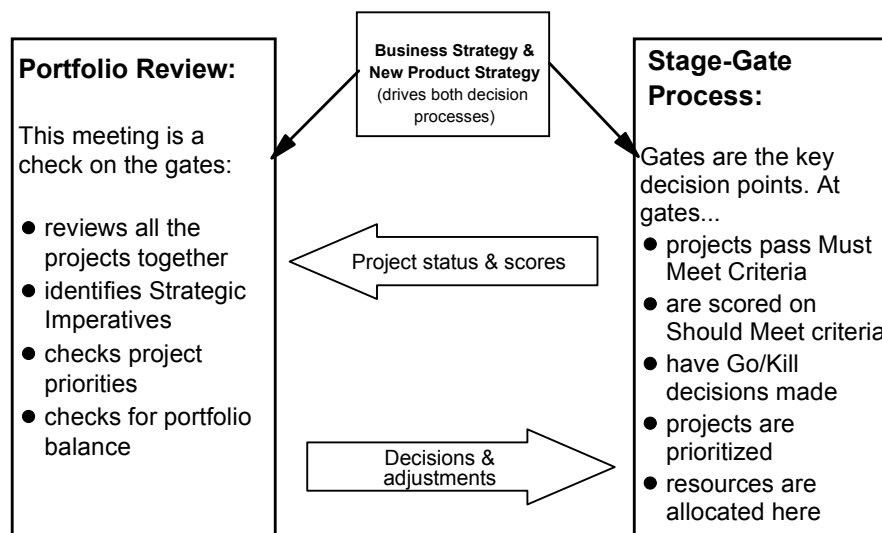 Business Strategy &
New Product Strategy
(drives both decision
processes)
Portfolio Review:
This meeting is a
check on the gates:
● reviews all the
projects together
● identifies Strategic
Imperatives
● checks project
priorities
● checks for portfolio
balance
Project status & scores
Decisions &
adjustments
Stage-Gate
Process:
Gates are the key
decision points. At
gates...
● projects pass Must
Meet Criteria
● are scored on
Should Meet criteria
● have Go/Kill
decisions made
● projects are
prioritized
● resources are
allocated here